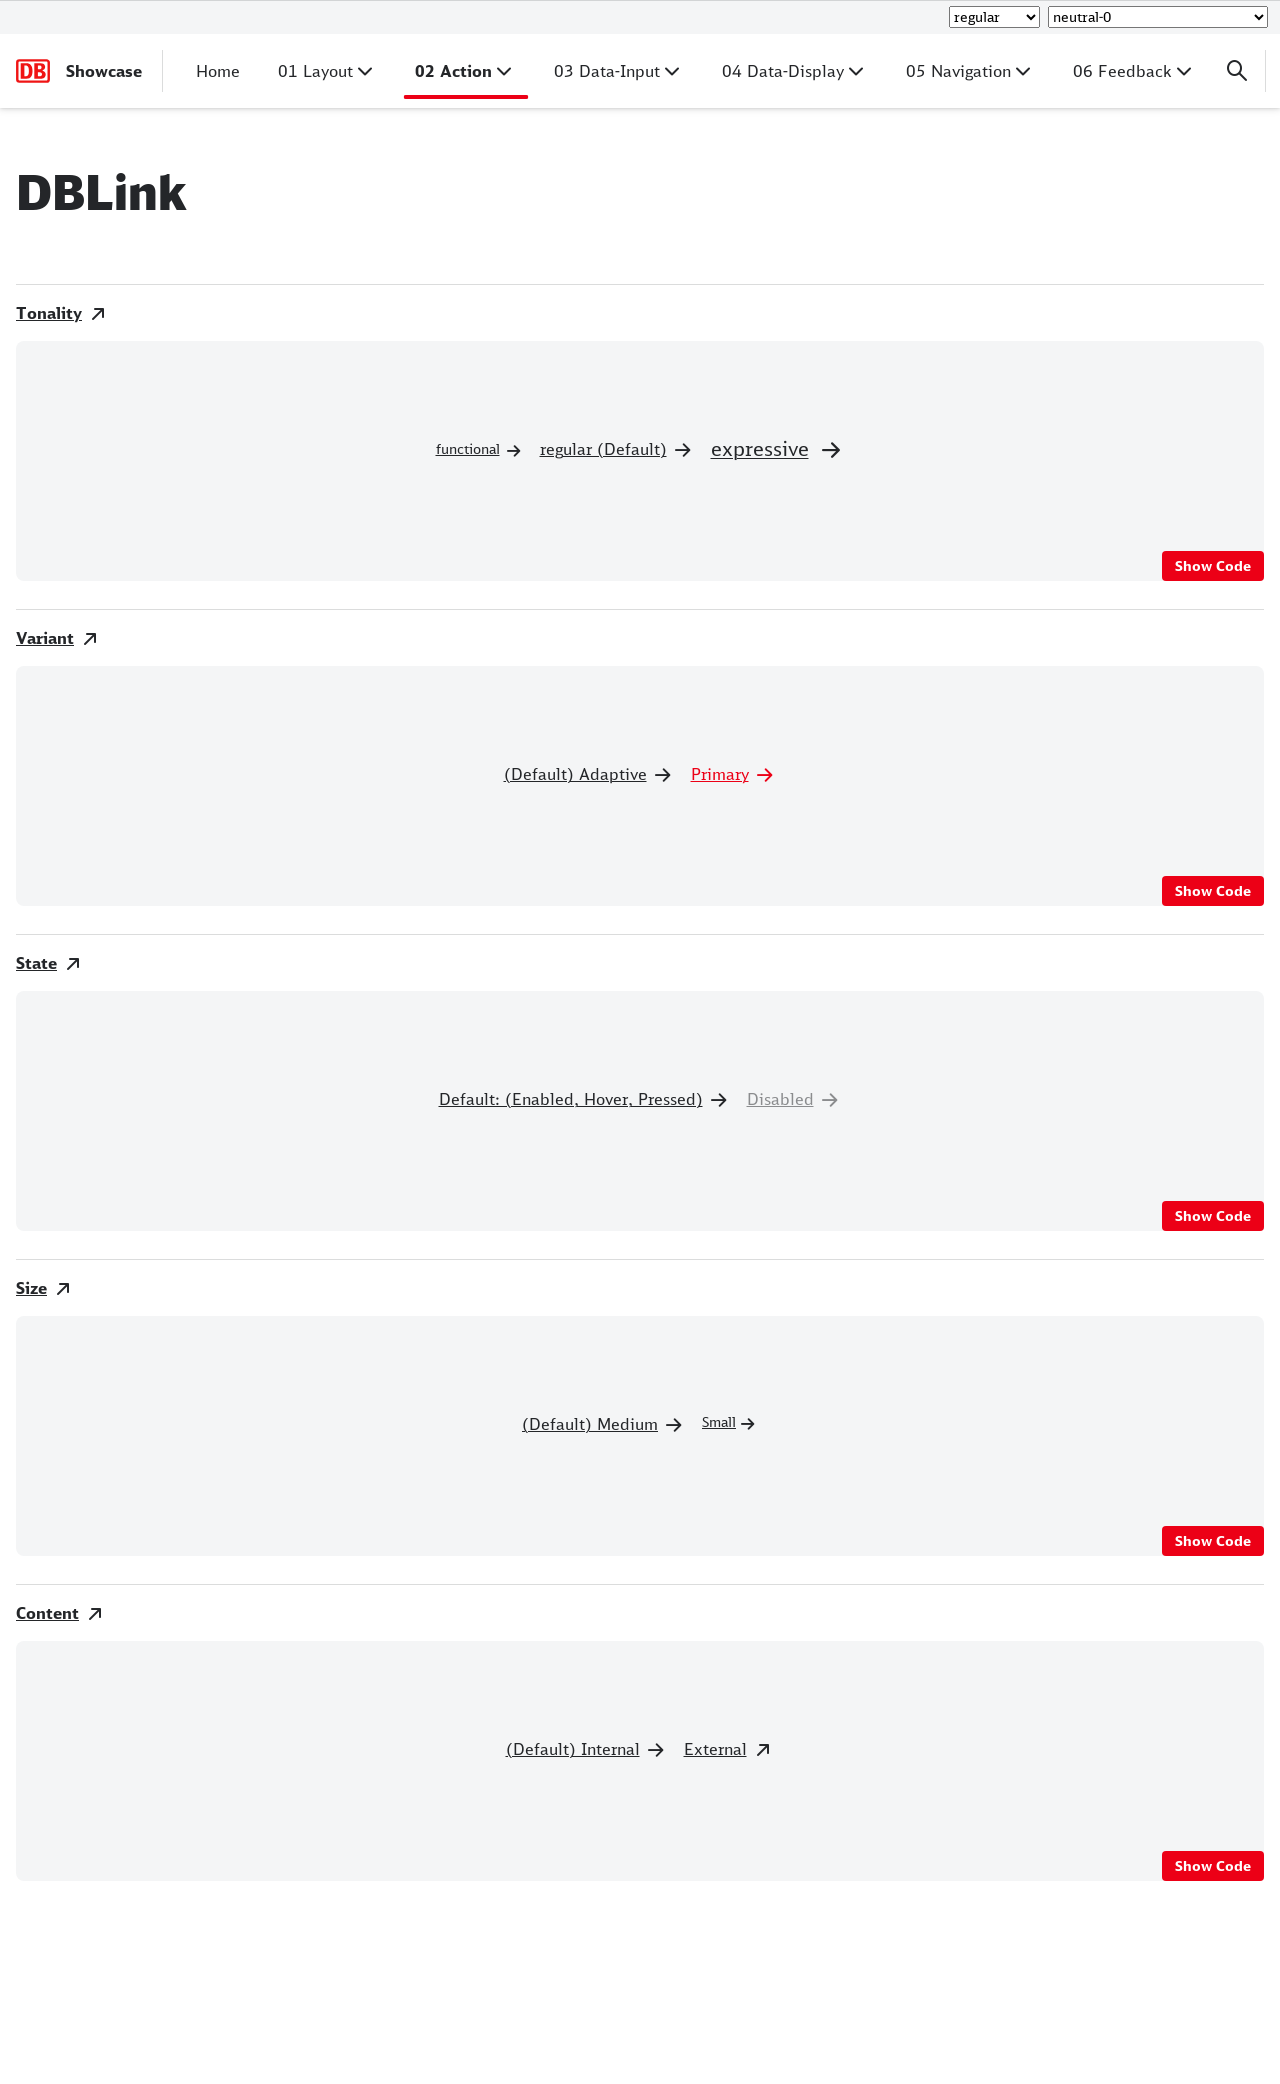 regular neutral-0
DB Showcase Home 01 Layout 02 Action 03 Data-Input 04 Data-Display 05 Navigation 06 Feedback
DBLink
Tonality
functional regular (Default) expressive
Show Code
Variant
(Default) Adaptive Primary
Show Code
State
Default: (Enabled, Hover, Pressed) Disabled
Show Code
Size
(Default) Medium Small
Show Code
Content
(Default) Internal External
Show Code